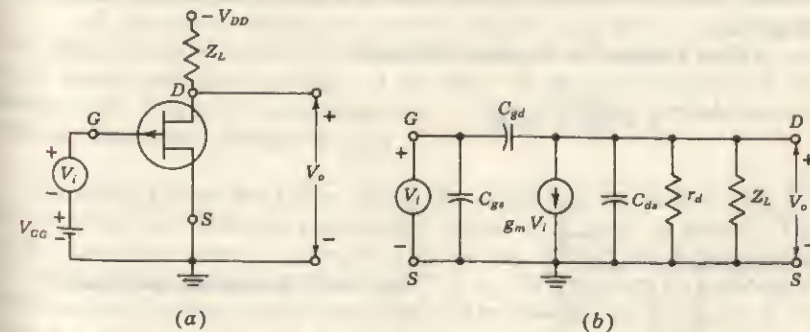 − V_DD
Z_L
D
G
+
V_i
−
+
V_GG
−
S
+
V_o
−
(a)
G
C_gd
D
+
V_i
−
C_gs
g_m V_i
C_ds
r_d
Z_L
+
V_o
−
S
S
(b)